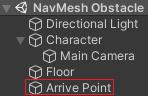 NavMesh Obstacle
Directional Light
Character
Main Camera
Floor
Arrive Point